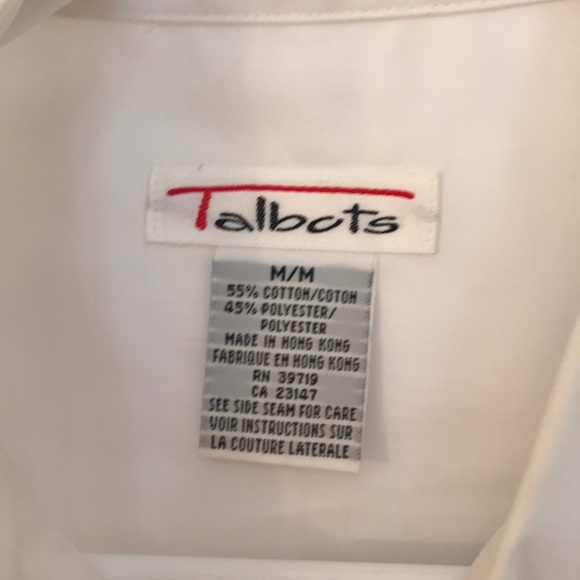 Talbots
M/M
55% COTTON/COTON
45% POLYESTER/
POLYESTER
MADE IN HONG KONG
FABRIQUE EN HONG KONG
RN 39719
CA 23147
SEE SIDE SEAM FOR CARE
VOIR INSTRUCTIONS SUR
LA COUTURE LATERALE